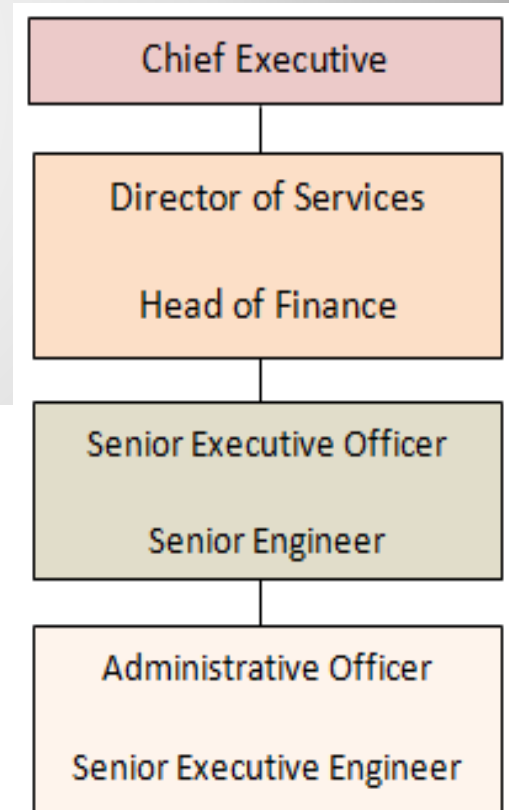 Chief Executive
Director of Services
Head of Finance
Senior Executive Officer
Senior Engineer
Administrative Officer
Senior Executive Engineer